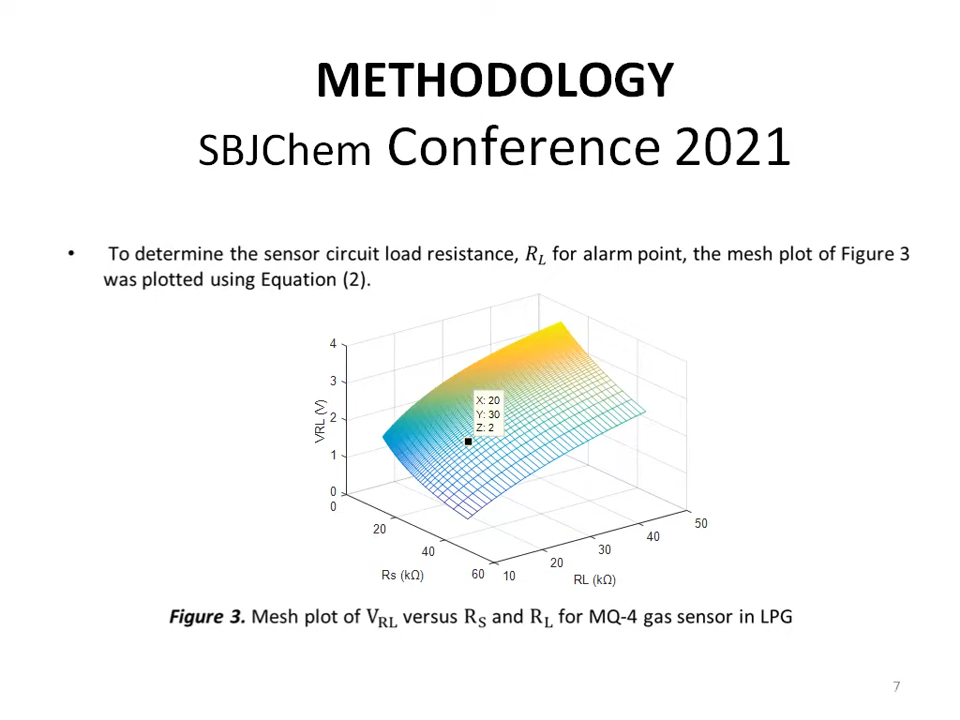 METHODOLOGY
SBJChem Conference 2021
• To determine the sensor circuit load resistance, R_L for alarm point, the mesh plot of Figure 3
was plotted using Equation (2).
4
3
2
1
0
VRL (V)
X: 20
Y: 30
Z: 2
0
20
40
60
Rs (kΩ)
10
20
30
40
50
RL (kΩ)
Figure 3. Mesh plot of V_RL versus R_S and R_L for MQ-4 gas sensor in LPG
7